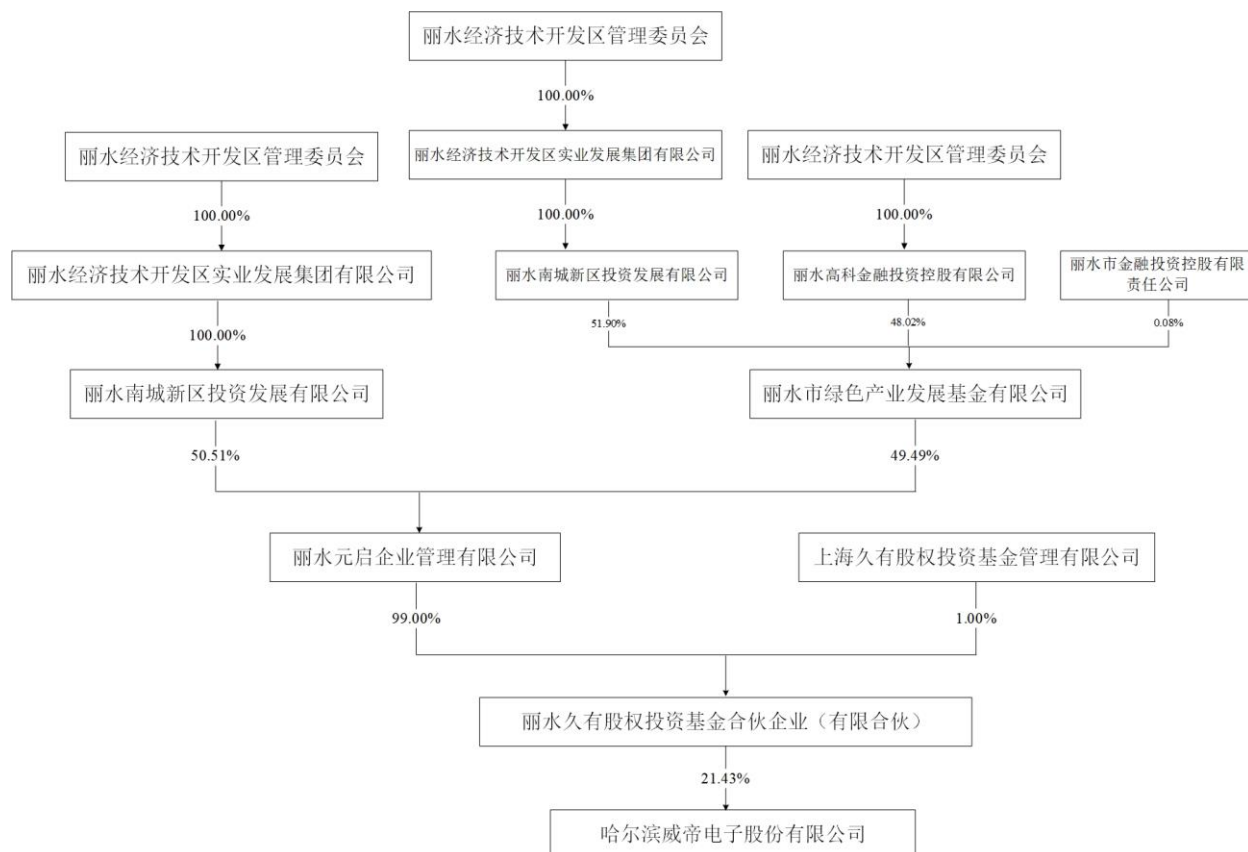 丽水经济技术开发区管理委员会
100.00%
丽水经济技术开发区管理委员会
丽水经济技术开发区实业发展集团有限公司
丽水经济技术开发区管理委员会
100.00%
100.00%
100.00%
丽水经济技术开发区实业发展集团有限公司
丽水南城新区投资发展有限公司
丽水高科金融投资控股有限公司
丽水市金融投资控股有限
责任公司
51.90%
48.02%
0.08%
100.00%
丽水南城新区投资发展有限公司
丽水市绿色产业发展基金有限公司
50.51%
49.49%
丽水元启企业管理有限公司
上海久有股权投资基金管理有限公司
99.00%
1.00%
丽水久有股权投资基金合伙企业（有限合伙）
21.43%
哈尔滨威帝电子股份有限公司